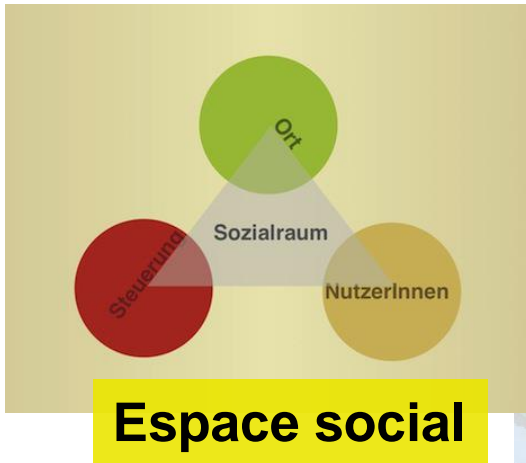 Ort
Sozialraum
Steuerung
NutzerInnen
Espace social